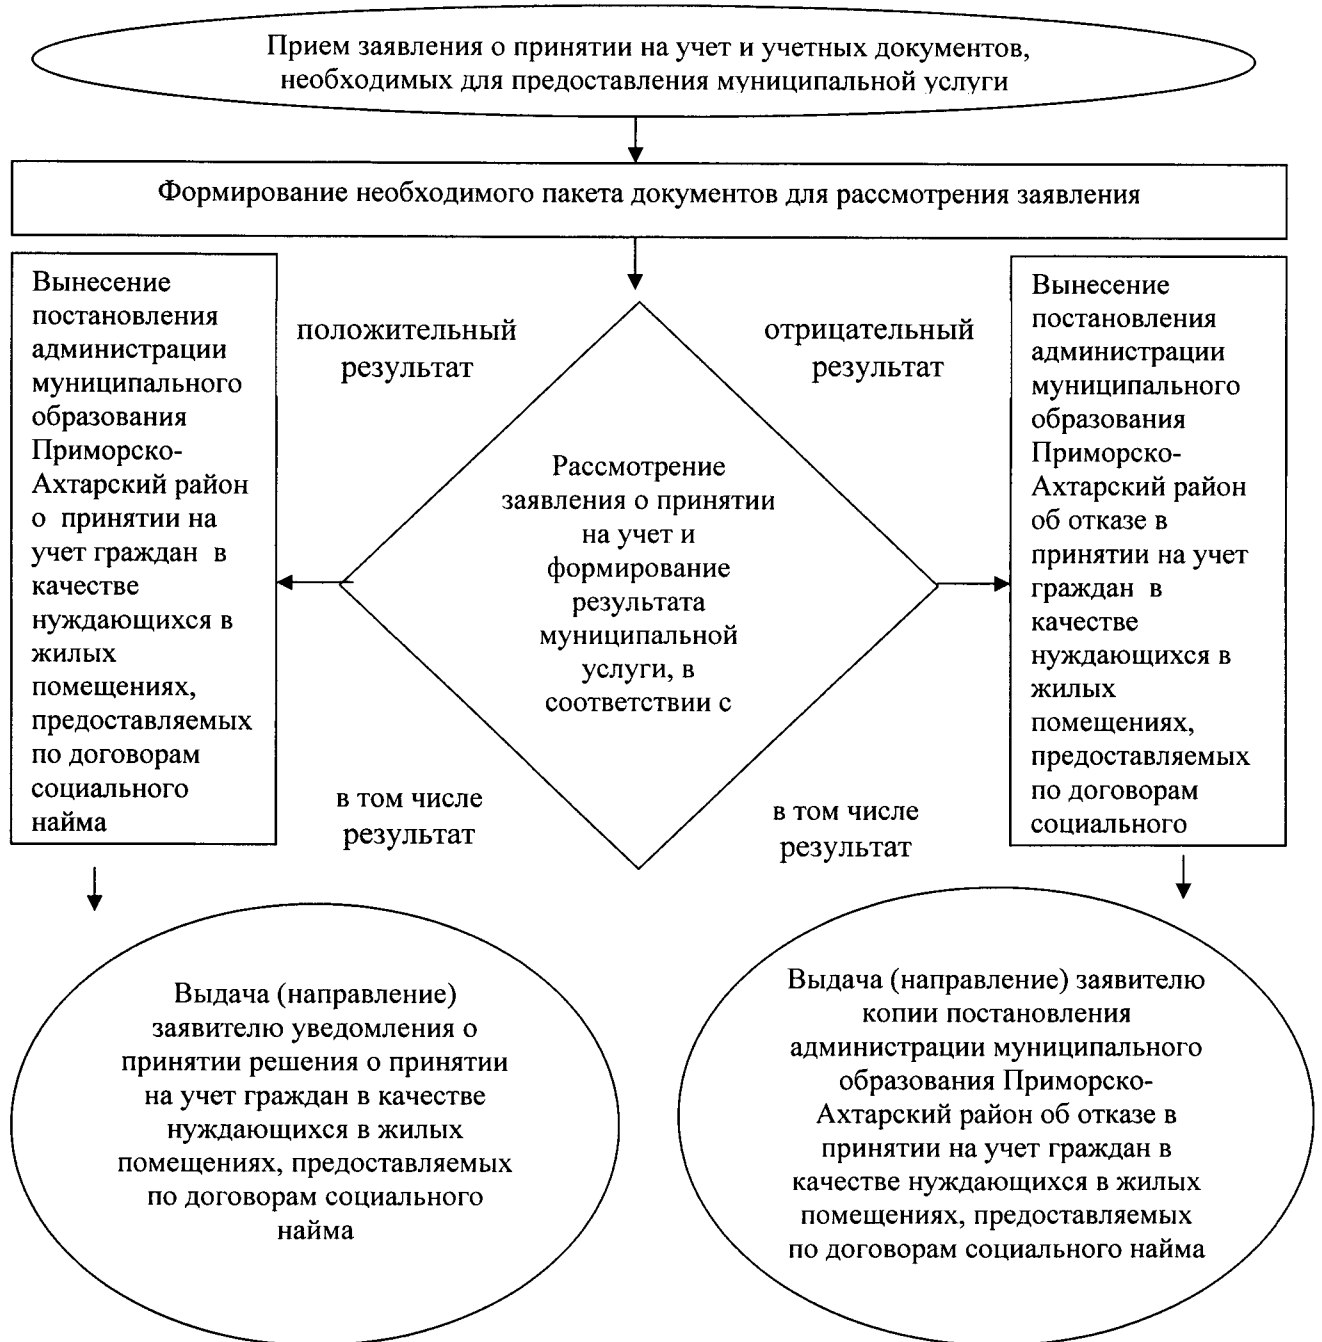 Прием заявления о принятии на учет и учетных документов,
необходимых для предоставления муниципальной услуги
Формирование необходимого пакета документов для рассмотрения заявления
Вынесение
постановления
администрации
муниципального
образования
Приморско-
Ахтарский район
о принятии на
учет граждан в
качестве
нуждающихся в
жилых
помещениях,
предоставляемых
по договорам
социального
найма
положительный
результат
отрицательный
результат
Рассмотрение
заявления о принятии
на учет и
формирование
результата
муниципальной
услуги, в
соответствии с
Вынесение
постановления
администрации
муниципального
образования
Приморско-
Ахтарский район
об отказе в
принятии на учет
граждан в
качестве
нуждающихся в
жилых
помещениях,
предоставляемых
по договорам
социального
в том числе
результат
в том числе
результат
Выдача (направление)
заявителю уведомления о
принятии решения о принятии
на учет граждан в качестве
нуждающихся в жилых
помещениях, предоставляемых
по договорам социального
найма
Выдача (направление) заявителю
копии постановления
администрации муниципального
образования Приморско-
Ахтарский район об отказе в
принятии на учет граждан в
качестве нуждающихся в жилых
помещениях, предоставляемых
по договорам социального найма